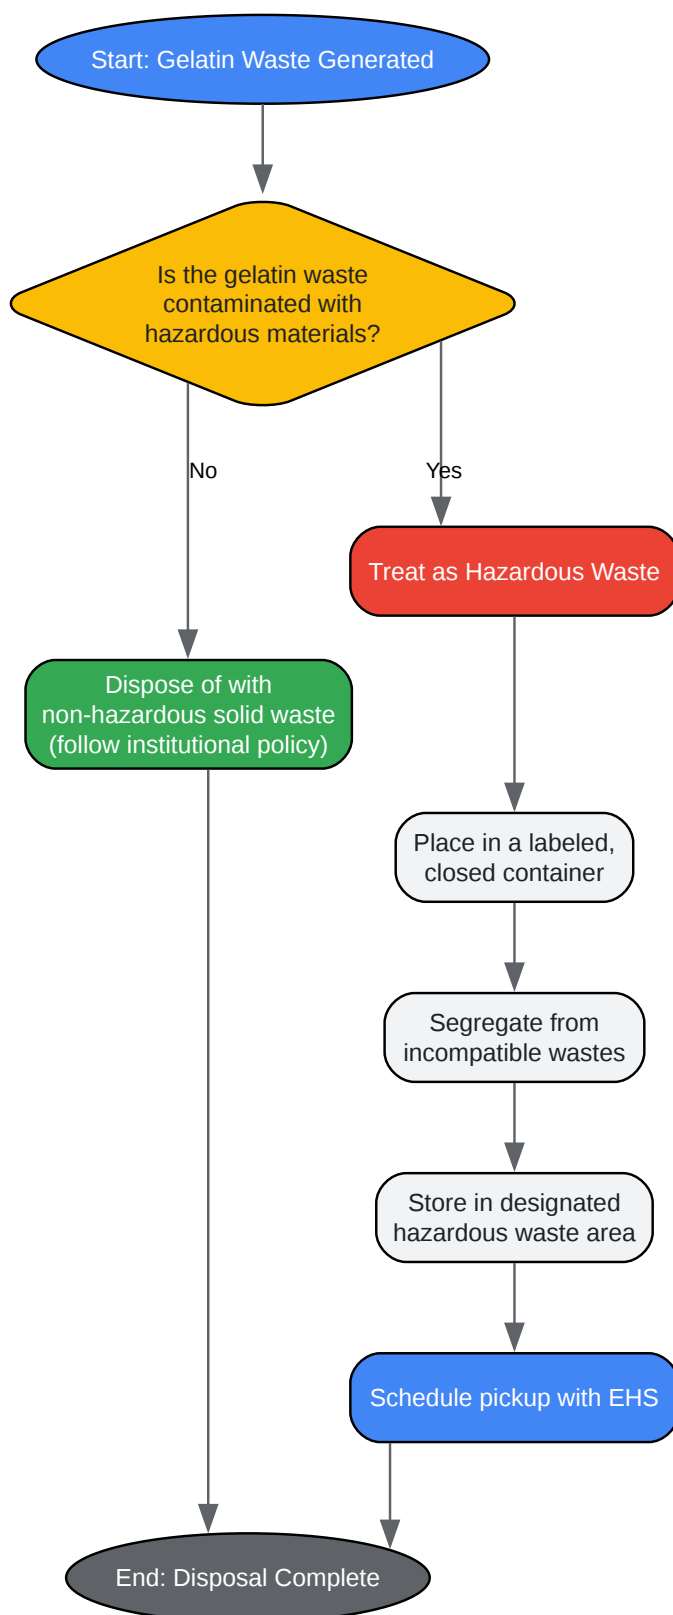 Start: Gelatin Waste Generated
Is the gelatin waste
contaminated with
hazardous materials?
No
Yes
Treat as Hazardous Waste
Dispose of with
non-hazardous solid waste
(follow institutional policy)
Place in a labeled,
closed container
Segregate from
incompatible wastes
Store in designated
hazardous waste area
Schedule pickup with EHS
End: Disposal Complete